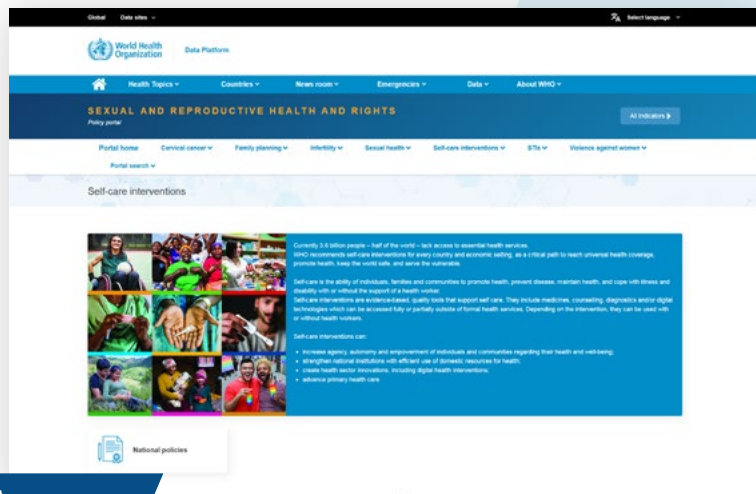 Global Data sites
Select language
World Health
Organization
Data Platform
Health Topics Countries News room Emergencies Data About WHO
SEXUAL AND REPRODUCTIVE HEALTH AND RIGHTS
Policy portal
All Indicators
Portal home Cervical cancer Family planning Infertility Sexual health Self-care interventions STIs Violence against women
Portal search
Self-care interventions
Currently 3.6 billion people – half of the world – lack access to essential health services.
WHO recommends self-care interventions for every country and economic setting, as a critical path to reach universal health coverage,
promote health, keep the world safe, and serve the vulnerable.
Self-care is the ability of individuals, families and communities to promote health, prevent disease, maintain health, and cope with illness and
disability with or without the support of a health worker.
Self-care interventions are evidence-based, quality tools that support self care. They include medicines, counselling, diagnostics and/or digital
technologies which can be accessed fully or partially outside of formal health services. Depending on the intervention, they can be used with
or without health workers.
Self-care interventions can:
• increase agency, autonomy and empowerment of individuals and communities regarding their health and well-being;
• strengthen national institutions with efficient use of domestic resources for health;
• create health sector innovations, including digital health interventions;
• advance primary health care
National policies